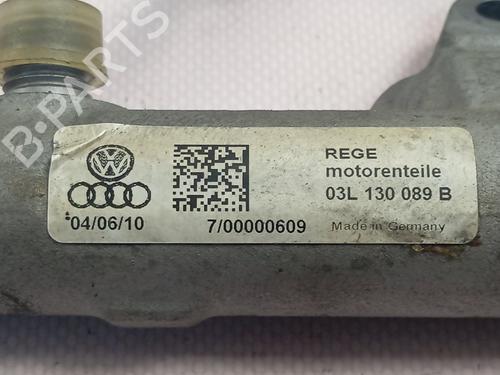 B-PARTS
REGE
motorenteile
03L 130 089 B
04/06/10
7/00000609
Made in Germany